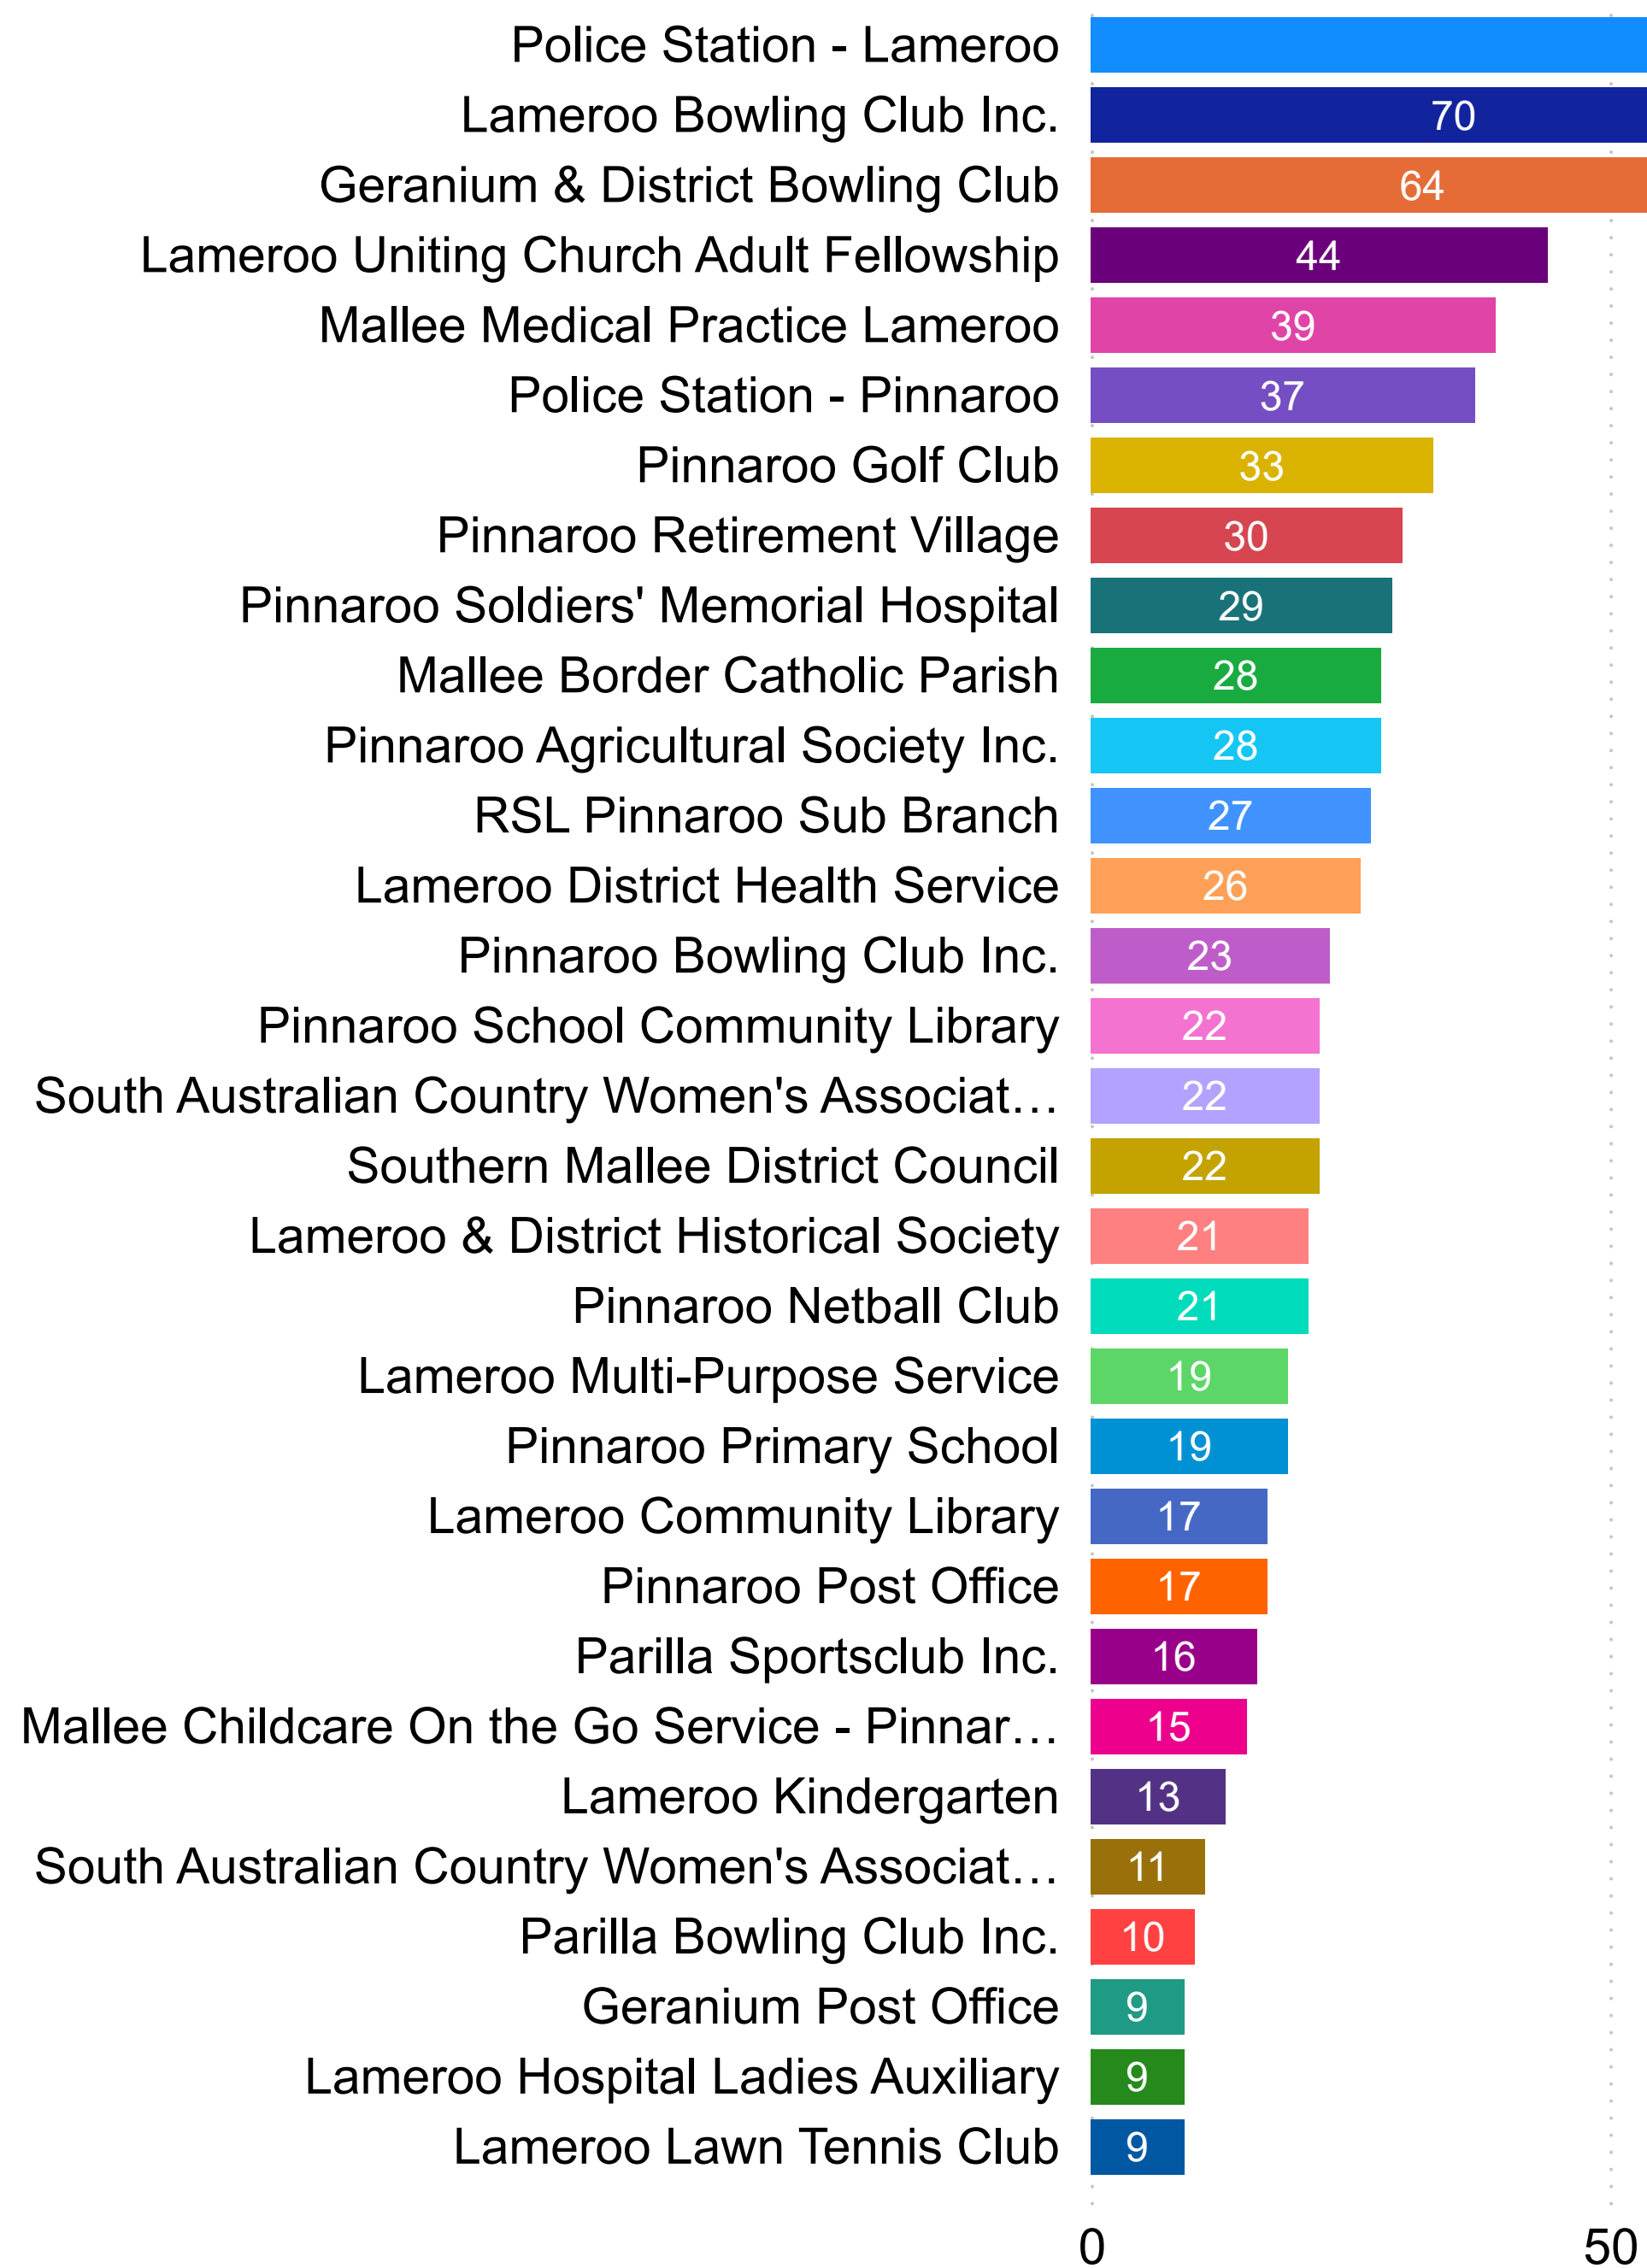 Police Station - Lameroo
Lameroo Bowling Club Inc. 70
Geranium & District Bowling Club 64
Lameroo Uniting Church Adult Fellowship 44
Mallee Medical Practice Lameroo 39
Police Station - Pinnaroo 37
Pinnaroo Golf Club 33
Pinnaroo Retirement Village 30
Pinnaroo Soldiers' Memorial Hospital 29
Mallee Border Catholic Parish 28
Pinnaroo Agricultural Society Inc. 28
RSL Pinnaroo Sub Branch 27
Lameroo District Health Service 26
Pinnaroo Bowling Club Inc. 23
Pinnaroo School Community Library 22
South Australian Country Women's Associat… 22
Southern Mallee District Council 22
Lameroo & District Historical Society 21
Pinnaroo Netball Club 21
Lameroo Multi-Purpose Service 19
Pinnaroo Primary School 19
Lameroo Community Library 17
Pinnaroo Post Office 17
Parilla Sportsclub Inc. 16
Mallee Childcare On the Go Service - Pinnar… 15
Lameroo Kindergarten 13
South Australian Country Women's Associat… 11
Parilla Bowling Club Inc. 10
Geranium Post Office 9
Lameroo Hospital Ladies Auxiliary 9
Lameroo Lawn Tennis Club 9
0 50